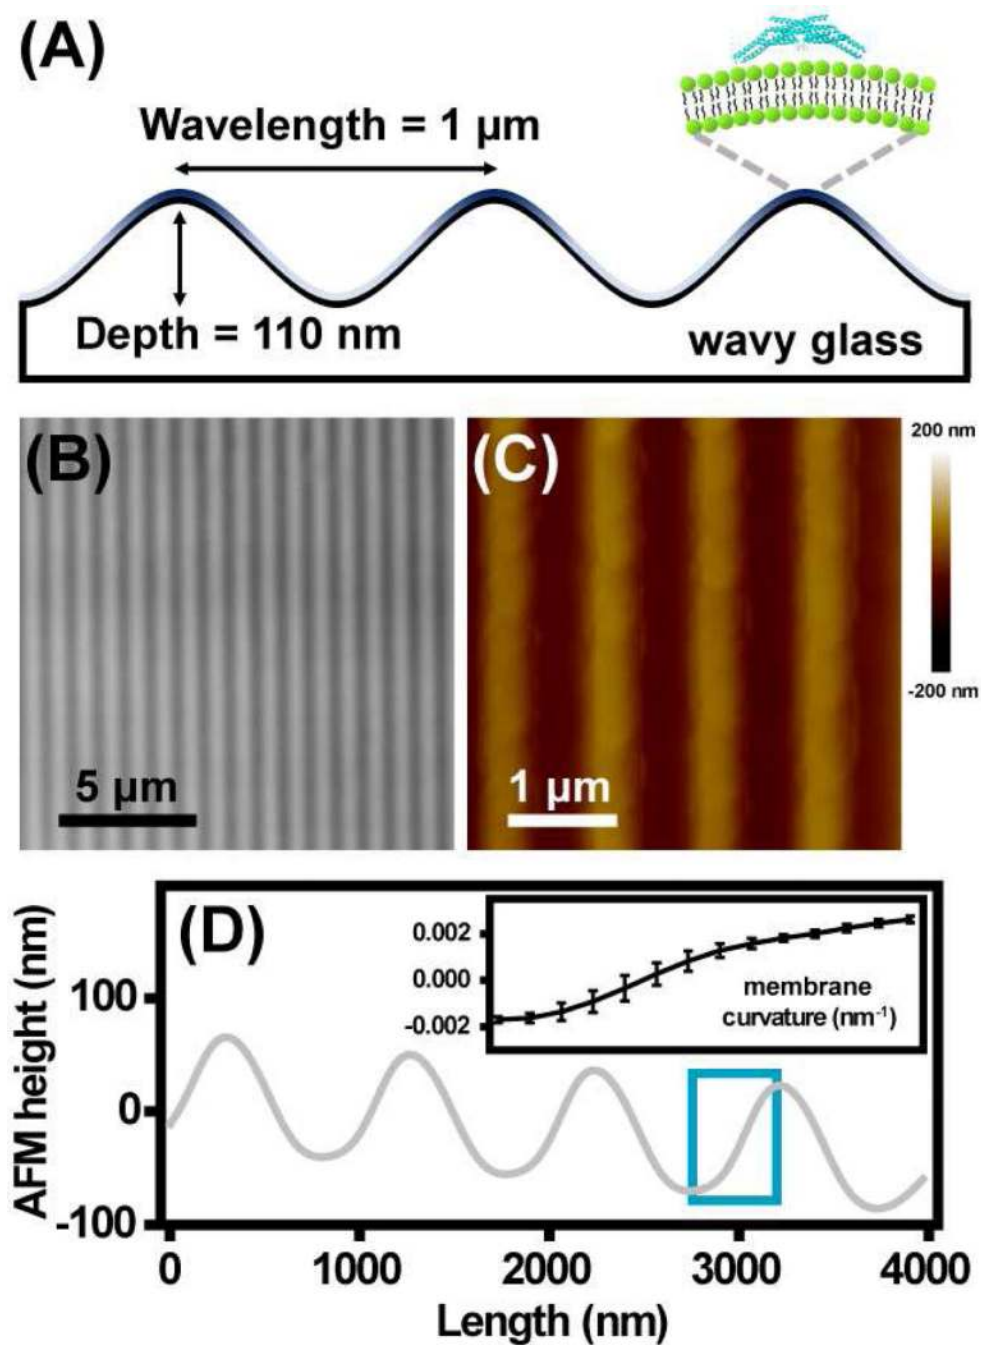 (A)
Wavelength = 1 µm
Depth = 110 nm
wavy glass
(B)
5 µm
(C)
1 µm
200 nm
-200 nm
(D)
AFM height (nm)
100
0
-100
0.002
0.000
-0.002
membrane
curvature (nm⁻¹)
0 1000 2000 3000 4000
Length (nm)